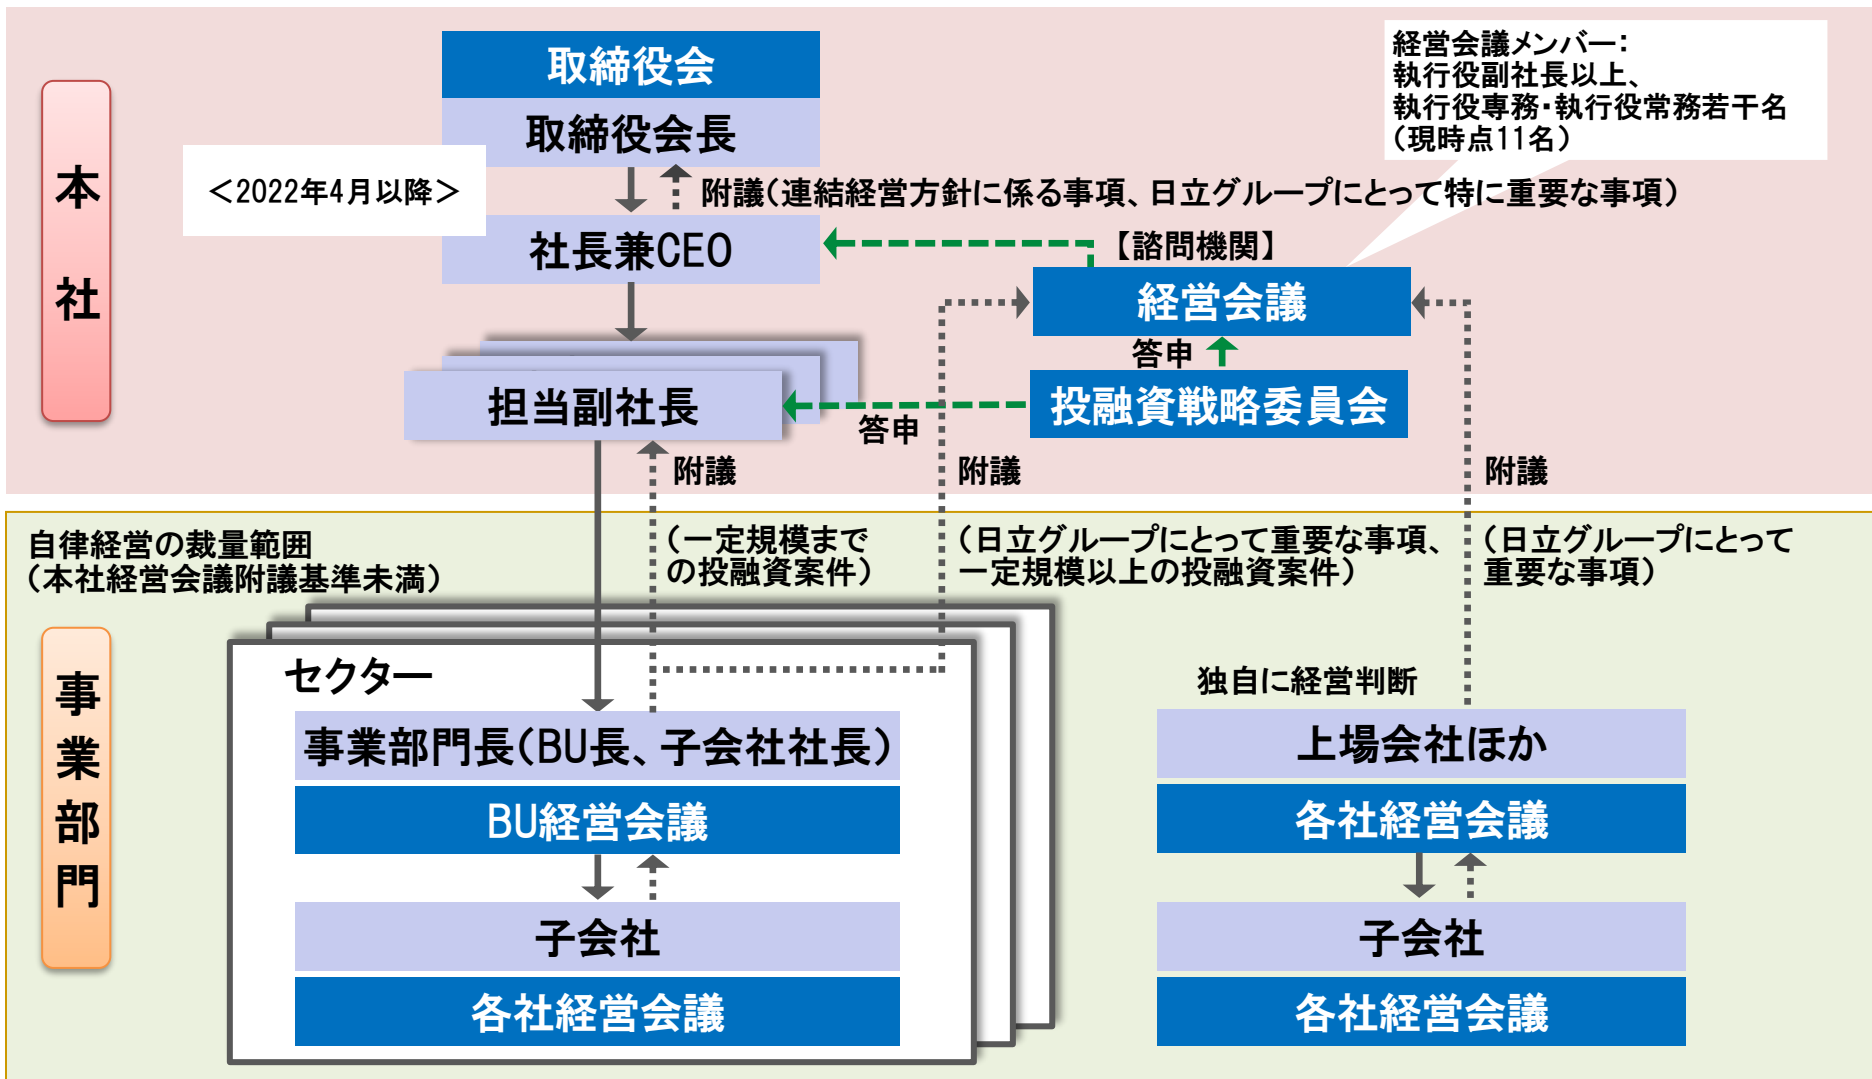 取締役会
取締役会長
経営会議メンバー：
執行役副社長以上、
執行役専務・執行役常務若干名
（現時点11名）
本社
＜2022年4月以降＞
附議（連結経営方針に係る事項、日立グループにとって特に重要な事項）
社長兼CEO
【諮問機関】
経営会議
答申
担当副社長
投融資戦略委員会
答申
附議
附議
附議
自律経営の裁量範囲
（本社経営会議附議基準未満）
（一定規模まで
の投融資案件）
（日立グループにとって重要な事項、
一定規模以上の投融資案件）
（日立グループにとって
重要な事項）
事業部門
セクター
独自に経営判断
事業部門長（BU長、子会社社長）
BU経営会議
上場会社ほか
各社経営会議
子会社
各社経営会議
子会社
各社経営会議